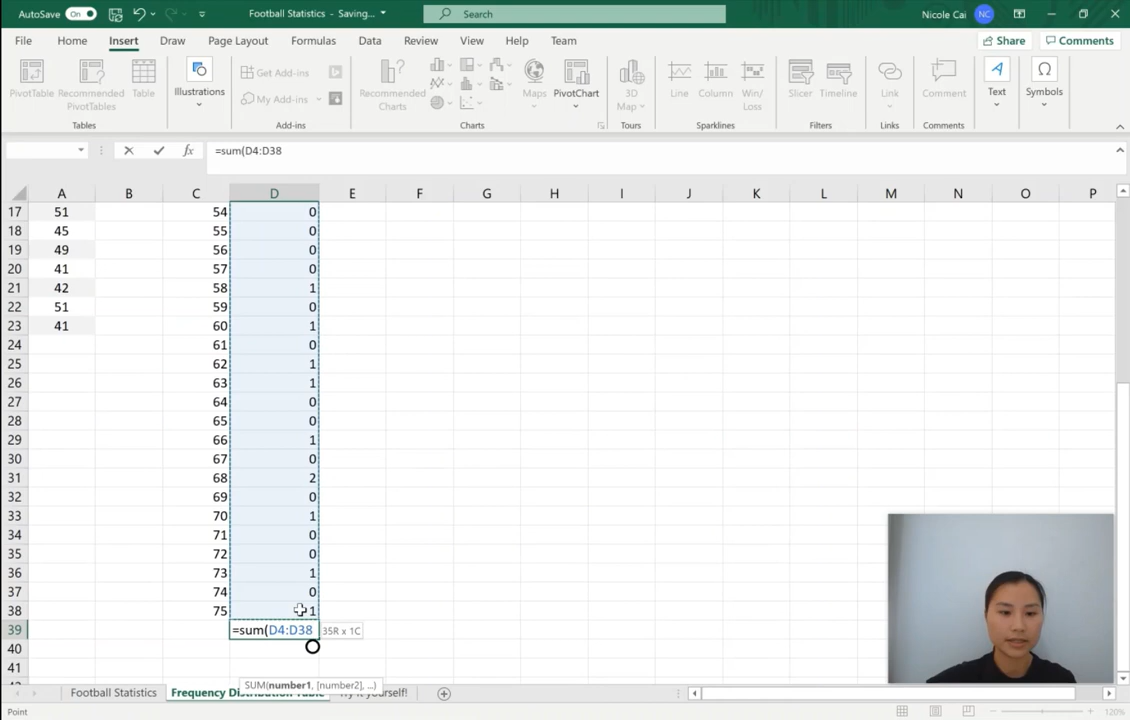 AutoSave On Football Statistics - Saving... Search Nicole Cai NC
File Home Insert Draw Page Layout Formulas Data Review View Help Team Share Comments
PivotTable Recommended PivotTables Table Get Add-ins My Add-ins Illustrations Recommended Charts Maps PivotChart 3D Map Line Column Win/Loss Slicer Timeline Link Comment Text Symbols
Tables Add-ins Charts Tours Sparklines Filters Links Comments
fx =sum(D4:D38
A B C D E F G H I J K L M N O P
17 51 54 0
18 45 55 0
19 49 56 0
20 41 57 0
21 42 58 1
22 51 59 0
23 41 60 1
24 61 0
25 62 1
26 63 1
27 64 0
28 65 0
29 66 1
30 67 0
31 68 2
32 69 0
33 70 1
34 71 0
35 72 0
36 73 1
37 74 0
38 75 1
39 =sum(D4:D38 35R x 1C
40
41
SUM(number1, [number2], ...)
Football Statistics Frequency Distribution Table yourself!
Point 120%